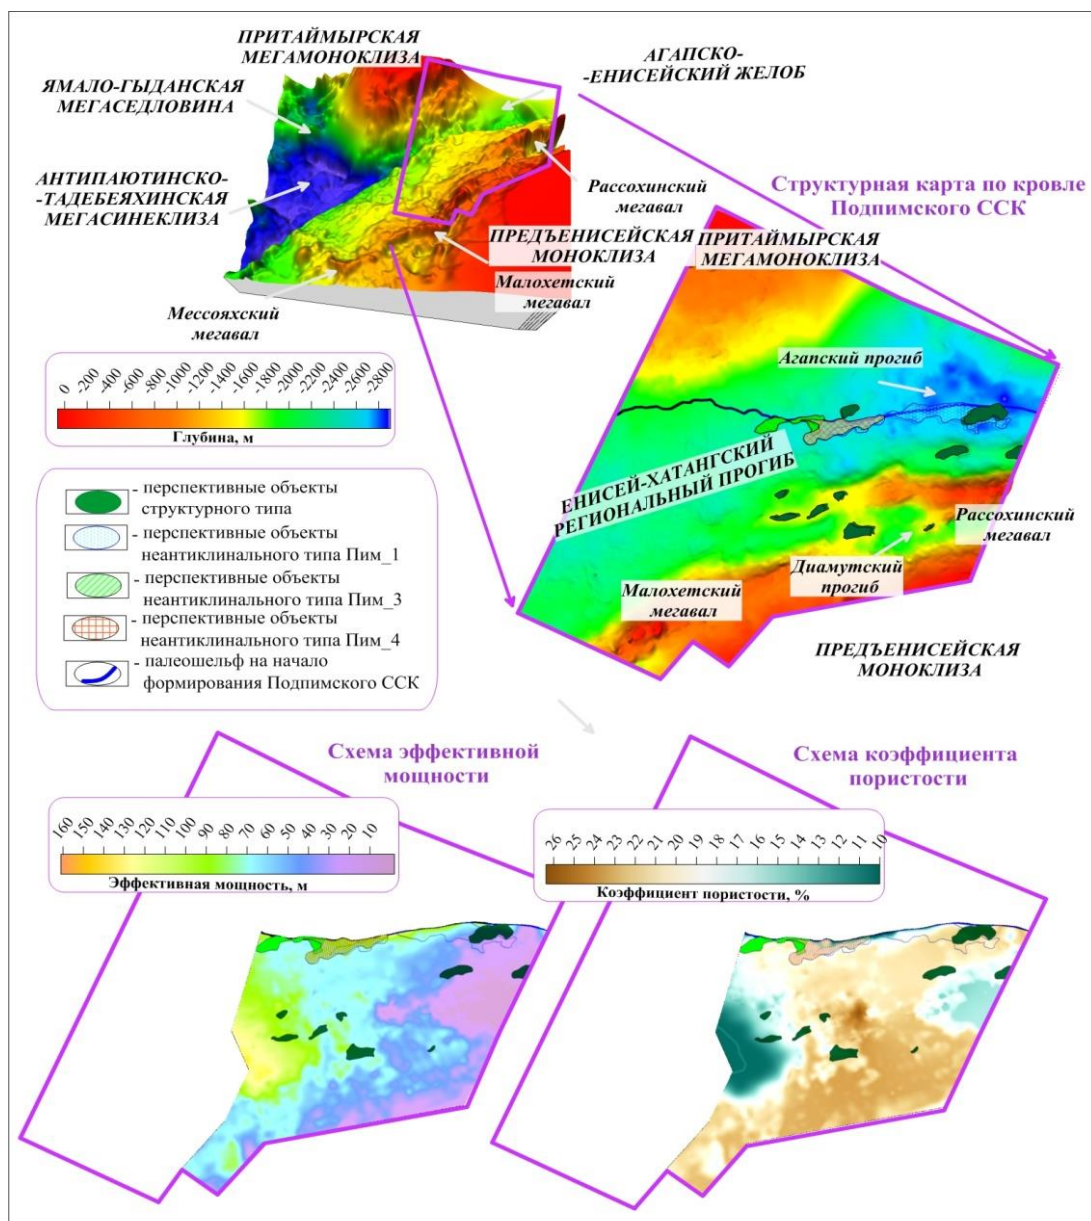 ПРИТАЙМЫРСКАЯ
МЕГАМОНОКЛИЗА
АГАПСКО-
-ЕНИСЕЙСКИЙ ЖЕЛОБ
ЯМАЛО-ГЫДАНСКАЯ
МЕГАСЕДЛОВИНА
АНТИПАЮТИНСКО-
-ТАДЕБЕЯХИНСКАЯ
МЕГАСИНЕКЛИЗА
Рассохинский
мегавал
ПРЕДЪЕНИСЕЙСКАЯ
МОНОКЛИЗА
Малохетский
мегавал
Мессояхский
мегавал
Структурная карта по кровле
Подпимского ССК
ПРИТАЙМЫРСКАЯ
МЕГАМОНОКЛИЗА
Агапский прогиб
ЕНИСЕЙ-ХАТАНГСКИЙ
РЕГИОНАЛЬНЫЙ ПРОГИБ
Рассохинский
мегавал
Диамутский
прогиб
Малохетский
мегавал
ПРЕДЪЕНИСЕЙСКАЯ
МОНОКЛИЗА
0 -200 -400 -600 -800 -1000 -1200 -1400 -1600 -1800 -2000 -2200 -2400 -2600 -2800
Глубина, м
- перспективные объекты
структурного типа
- перспективные объекты
неантиклинального типа Пим_1
- перспективные объекты
неантиклинального типа Пим_3
- перспективные объекты
неантиклинального типа Пим_4
- палеошельф на начало
формирования Подпимского ССК
Схема эффективной
мощности
160 150 140 130 120 110 100 90 80 70 60 50 40 30 20 10
Эффективная мощность, м
Схема коэффициента
пористости
26 25 24 23 22 21 20 19 18 17 16 15 14 13 12 11 10
Коэффициент пористости, %